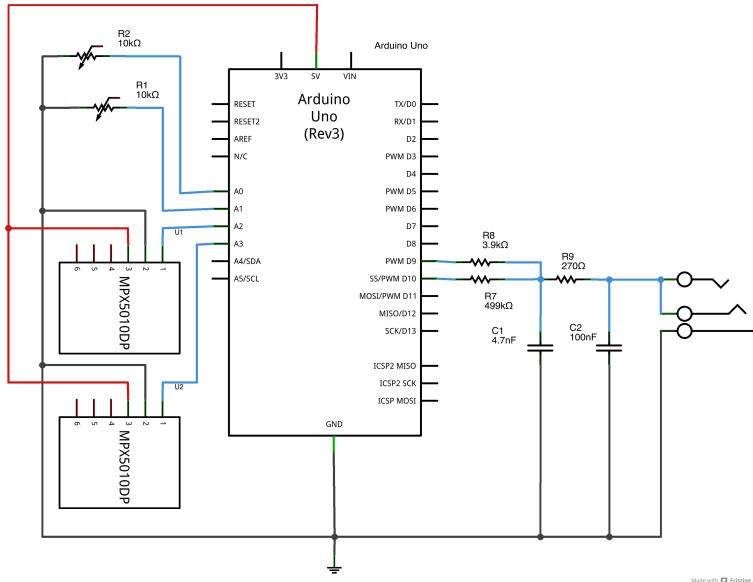 R2
10kΩ
R1
10kΩ
Arduino Uno
3V3
5V
VIN
Arduino
Uno
(Rev3)
RESET
RESET2
AREF
N/C
A0
A1
A2
A3
A4/SDA
A5/SCL
TX/D0
RX/D1
D2
PWM D3
D4
PWM D5
PWM D6
D7
D8
PWM D9
SS/PWM D10
MOSI/PWM D11
MISO/D12
SCK/D13
ICSP2 MISO
ICSP2 SCK
ICSP MOSI
GND
U1
6
5
4
3
2
1
MPX5010DP
U2
6
5
4
3
2
1
MPX5010DP
R8
3.9kΩ
R9
270Ω
R7
499kΩ
C1
4.7nF
C2
100nF
Made with Fritzing